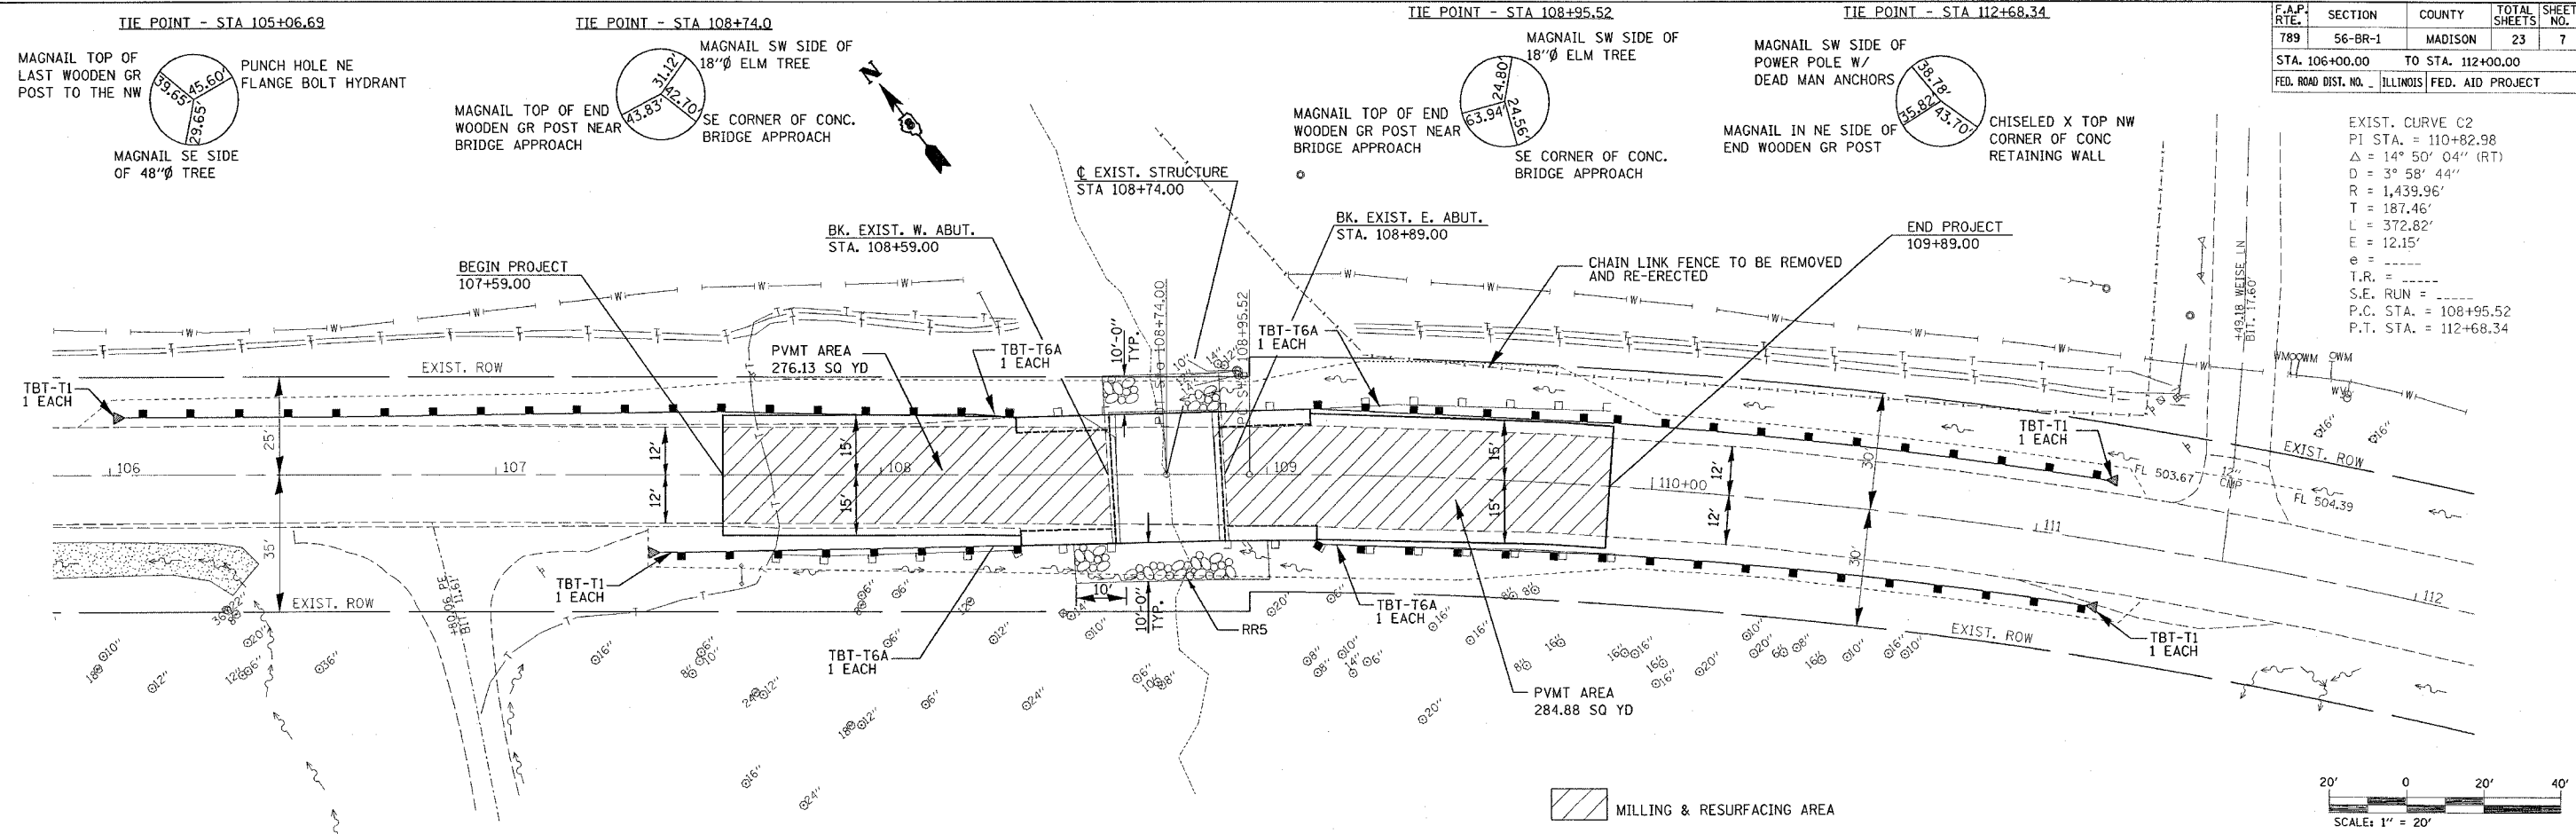 TIE POINT - STA 105+06.69
MAGNAIL TOP OF
LAST WOODEN GR
POST TO THE NW
39.65'
45.60'
29.65'
PUNCH HOLE NE
FLANGE BOLT HYDRANT
MAGNAIL SE SIDE
OF 48"Ø TREE
TIE POINT - STA 108+74.0
MAGNAIL SW SIDE OF
18"Ø ELM TREE
31.12'
42.70'
43.83'
MAGNAIL TOP OF END
WOODEN GR POST NEAR
BRIDGE APPROACH
SE CORNER OF CONC.
BRIDGE APPROACH
N
TIE POINT - STA 108+95.52
MAGNAIL SW SIDE OF
18"Ø ELM TREE
24.80'
63.94'
24.56'
MAGNAIL TOP OF END
WOODEN GR POST NEAR
BRIDGE APPROACH
SE CORNER OF CONC.
BRIDGE APPROACH
TIE POINT - STA 112+68.34
MAGNAIL SW SIDE OF
POWER POLE W/
DEAD MAN ANCHORS
38.78'
35.82'
43.70'
MAGNAIL IN NE SIDE OF
END WOODEN GR POST
CHISELED X TOP NW
CORNER OF CONC
RETAINING WALL
F.A.P. RTE. SECTION COUNTY TOTAL SHEETS SHEET NO.
789 56-BR-1 MADISON 23 7
STA. 106+00.00 TO STA. 112+00.00
FED. ROAD DIST. NO. _ ILLINOIS FED. AID PROJECT
EXIST. CURVE C2
PI STA. = 110+82.98
Δ = 14° 50' 04" (RT)
D = 3° 58' 44"
R = 1,439.96'
T = 187.46'
L = 372.82'
E = 12.15'
e = _____
T.R. = _____
S.E. RUN = _____
P.C. STA. = 108+95.52
P.T. STA. = 112+68.34
℄ EXIST. STRUCTURE
STA 108+74.00
BK. EXIST. W. ABUT.
STA. 108+59.00
BK. EXIST. E. ABUT.
STA. 108+89.00
BEGIN PROJECT
107+59.00
END PROJECT
109+89.00
CHAIN LINK FENCE TO BE REMOVED
AND RE-ERECTED
+49.18 WEISE LN
BIT. 17.60'
EXIST. ROW
PVMT AREA
276.13 SQ YD
TBT-T6A
1 EACH
TBT-T6A
1 EACH
10'-0"
TYP.
TBT-T1
1 EACH
TBT-T1
1 EACH
EXIST. ROW
FL 503.67
12"
CMP
FL 504.39
25'
35'
12'
12'
15'
15'
15'
15'
12'
12'
30'
30'
106
107
108
109
110+00
111
112
TBT-T1
1 EACH
EXIST. ROW
TBT-T6A
1 EACH
10'
10'-0"
TYP.
RR5
TBT-T6A
1 EACH
PVMT AREA
284.88 SQ YD
EXIST. ROW
TBT-T1
1 EACH
MILLING & RESURFACING AREA
20' 0 20' 40'
SCALE: 1" = 20'